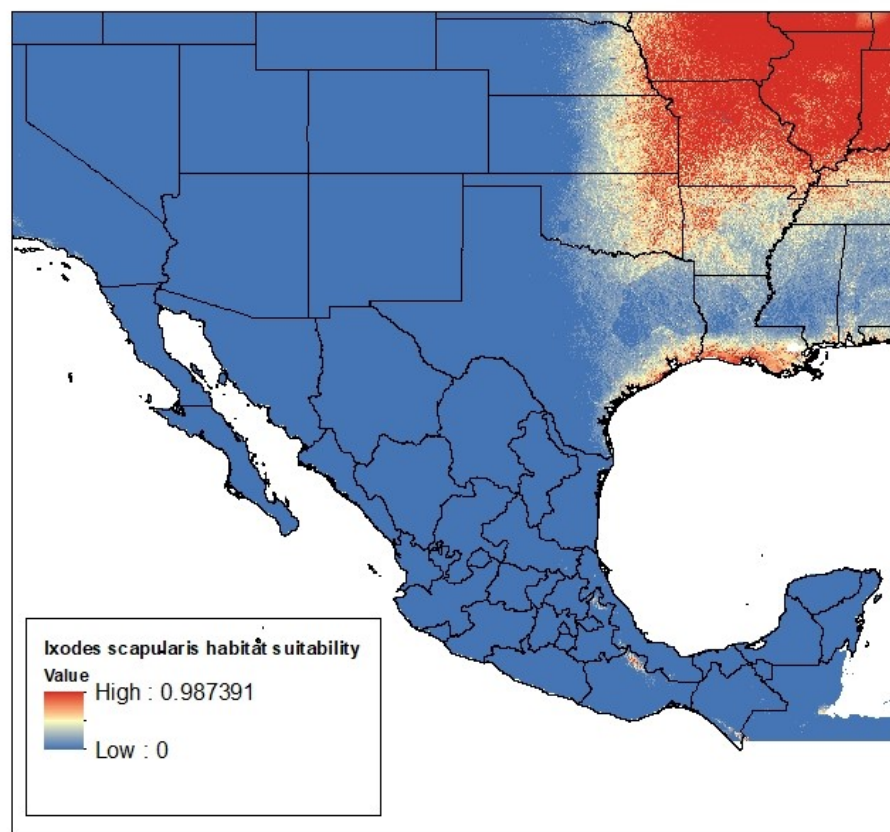 Ixodes scapularis habitat suitability
Value
High : 0.987391
Low : 0